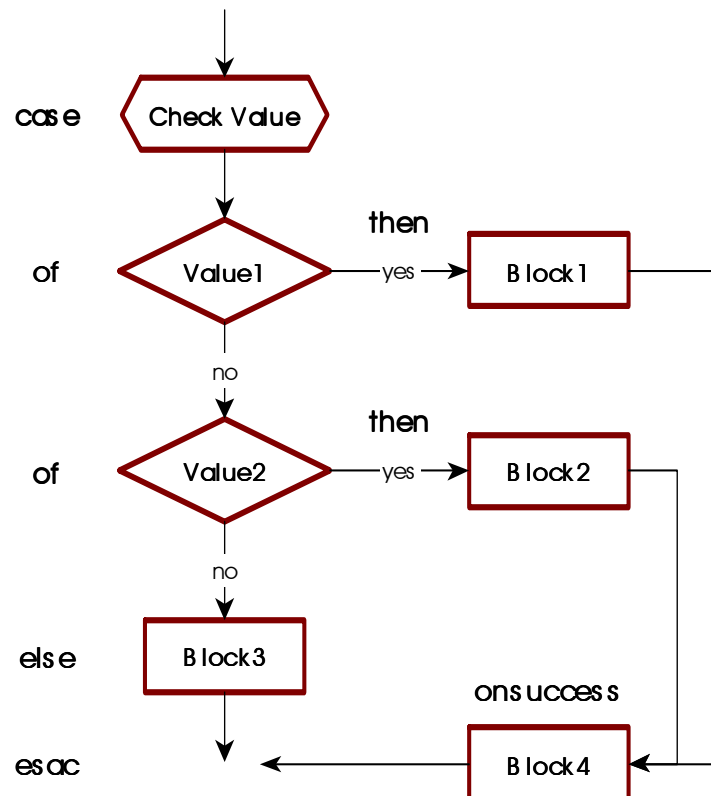 case
Check Value
then
of
Value1
yes
Block1
no
then
of
Value2
yes
Block2
no
else
Block3
onsuccess
esac
Block4